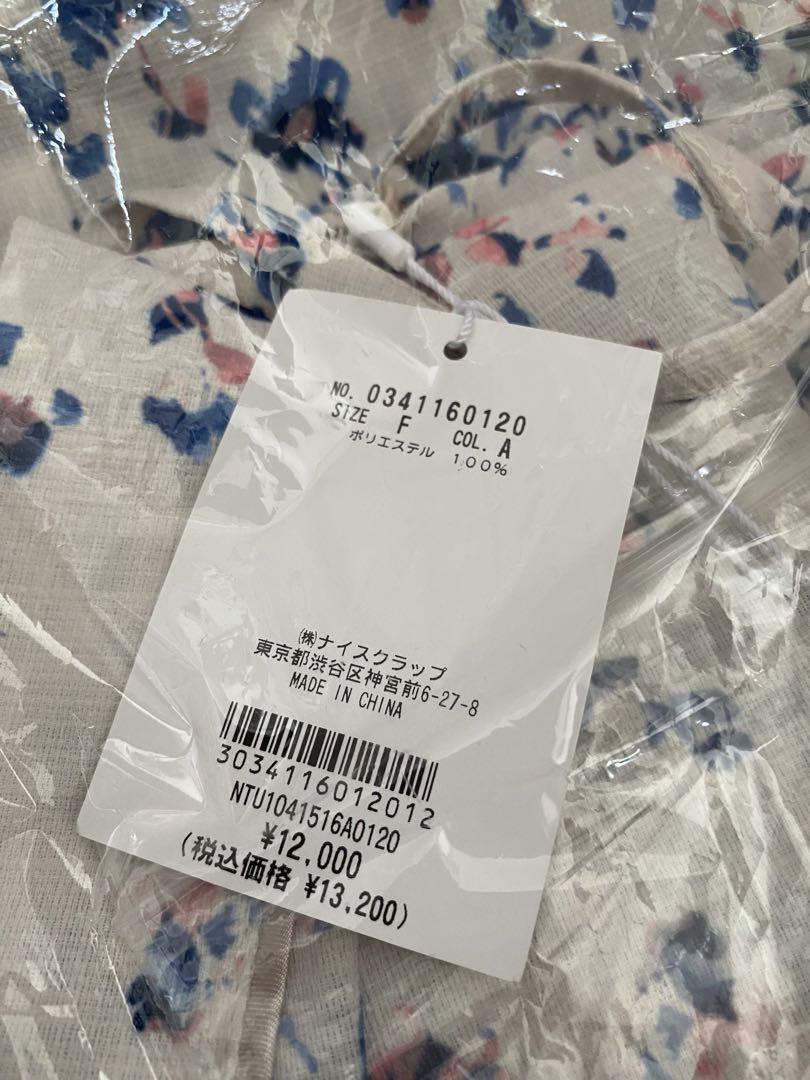 NO. 0341160120
SIZE F COL. A
ポリエステル 100%
(株)ナイスクラップ
東京都渋谷区神宮前6-27-8
MADE IN CHINA
3034116012012
NTU1041516A0120
¥12,000
(税込価格 ¥13,200)